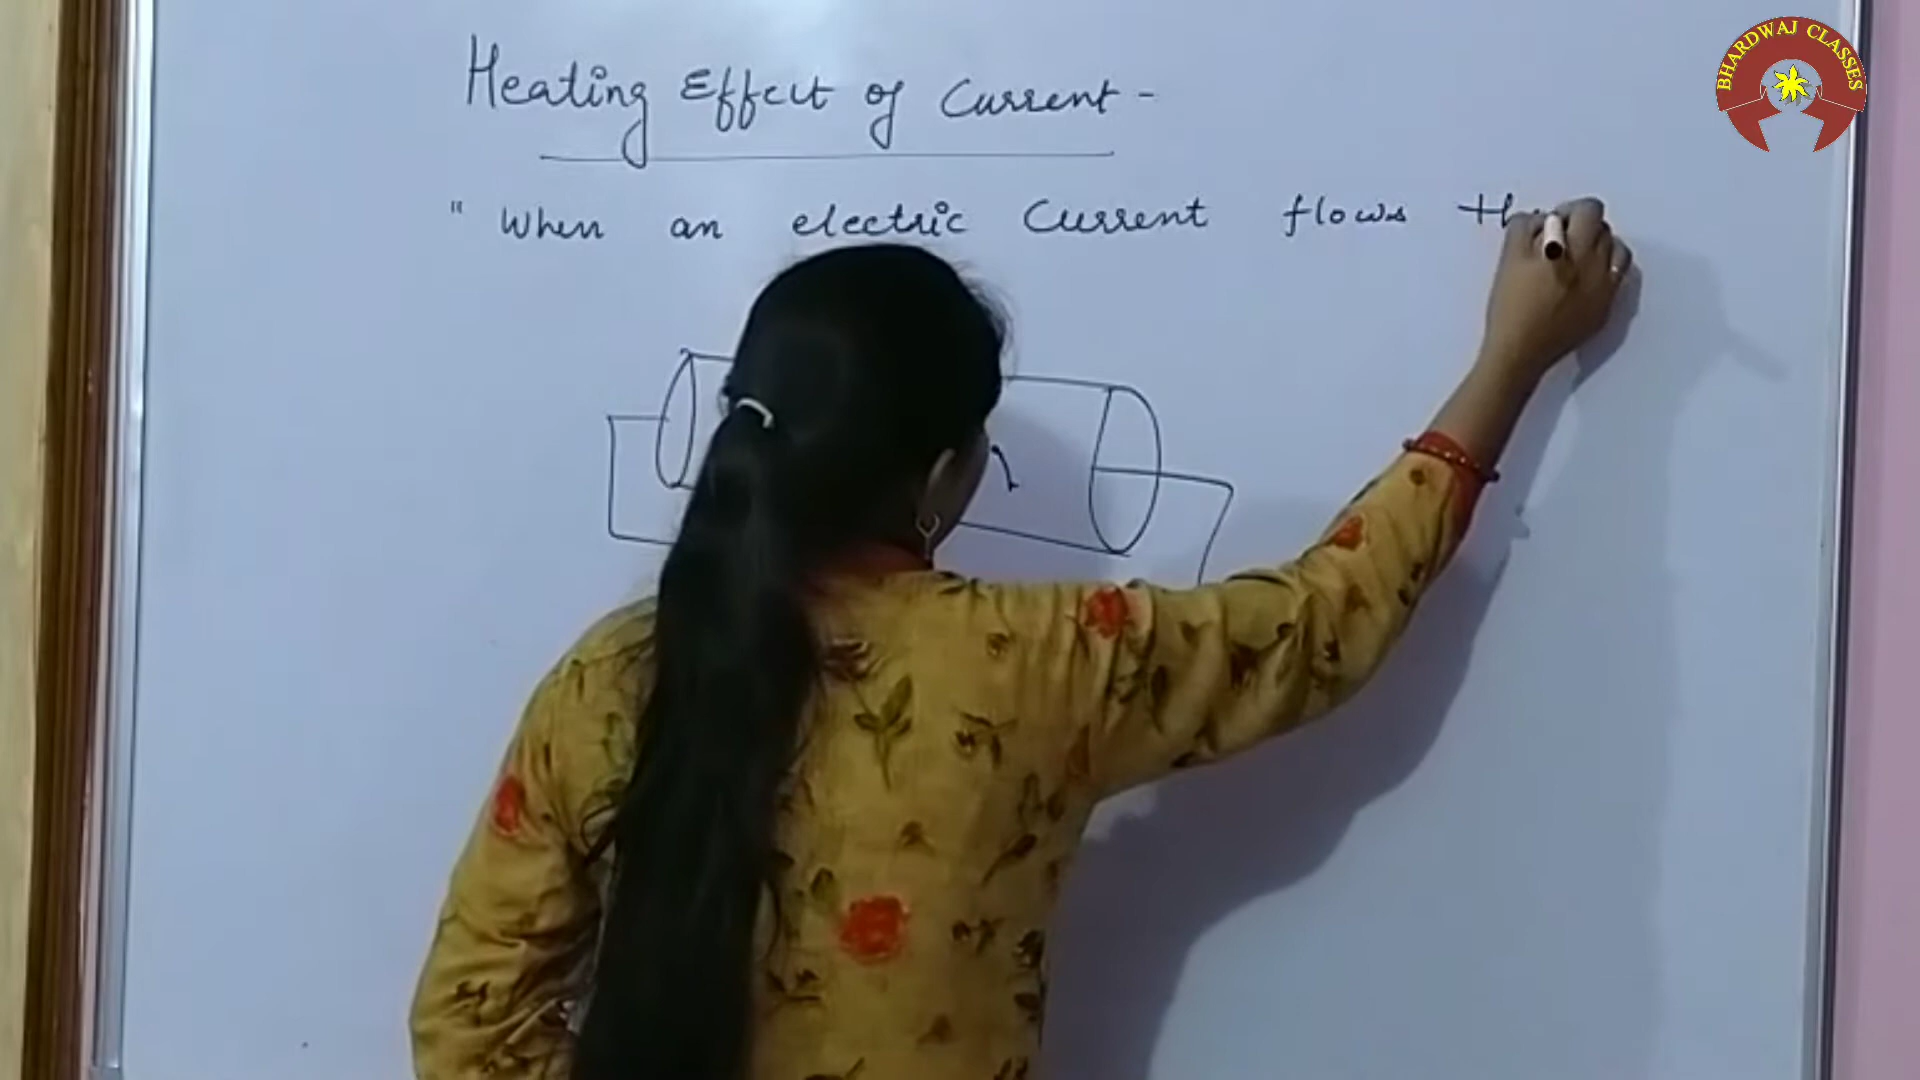 Heating Effect of Current -
" When an electric Current flows
BHARDWAJ CLASSES